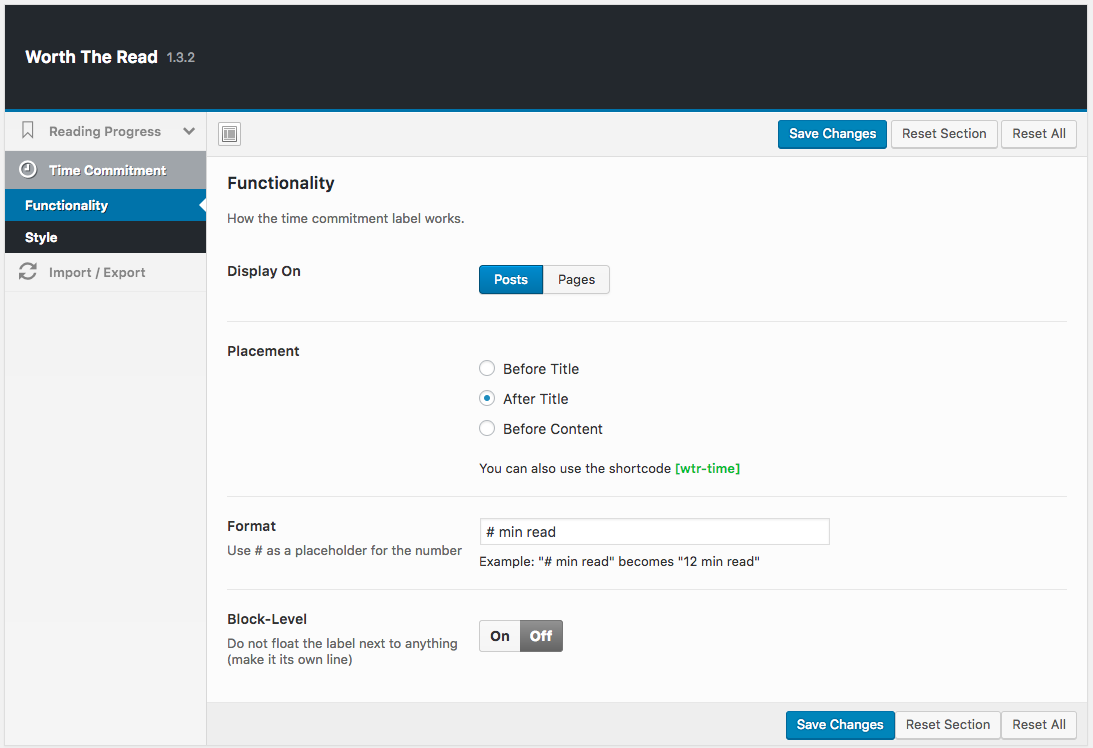 Worth The Read 1.3.2
Reading Progress
Time Commitment
Functionality
Style
Import / Export
Save Changes
Reset Section
Reset All
Functionality
How the time commitment label works.
Display On
Posts
Pages
Placement
Before Title
After Title
Before Content
You can also use the shortcode [wtr-time]
Format
Use # as a placeholder for the number
# min read
Example: "# min read" becomes "12 min read"
Block-Level
Do not float the label next to anything
(make it its own line)
On
Off
Save Changes
Reset Section
Reset All